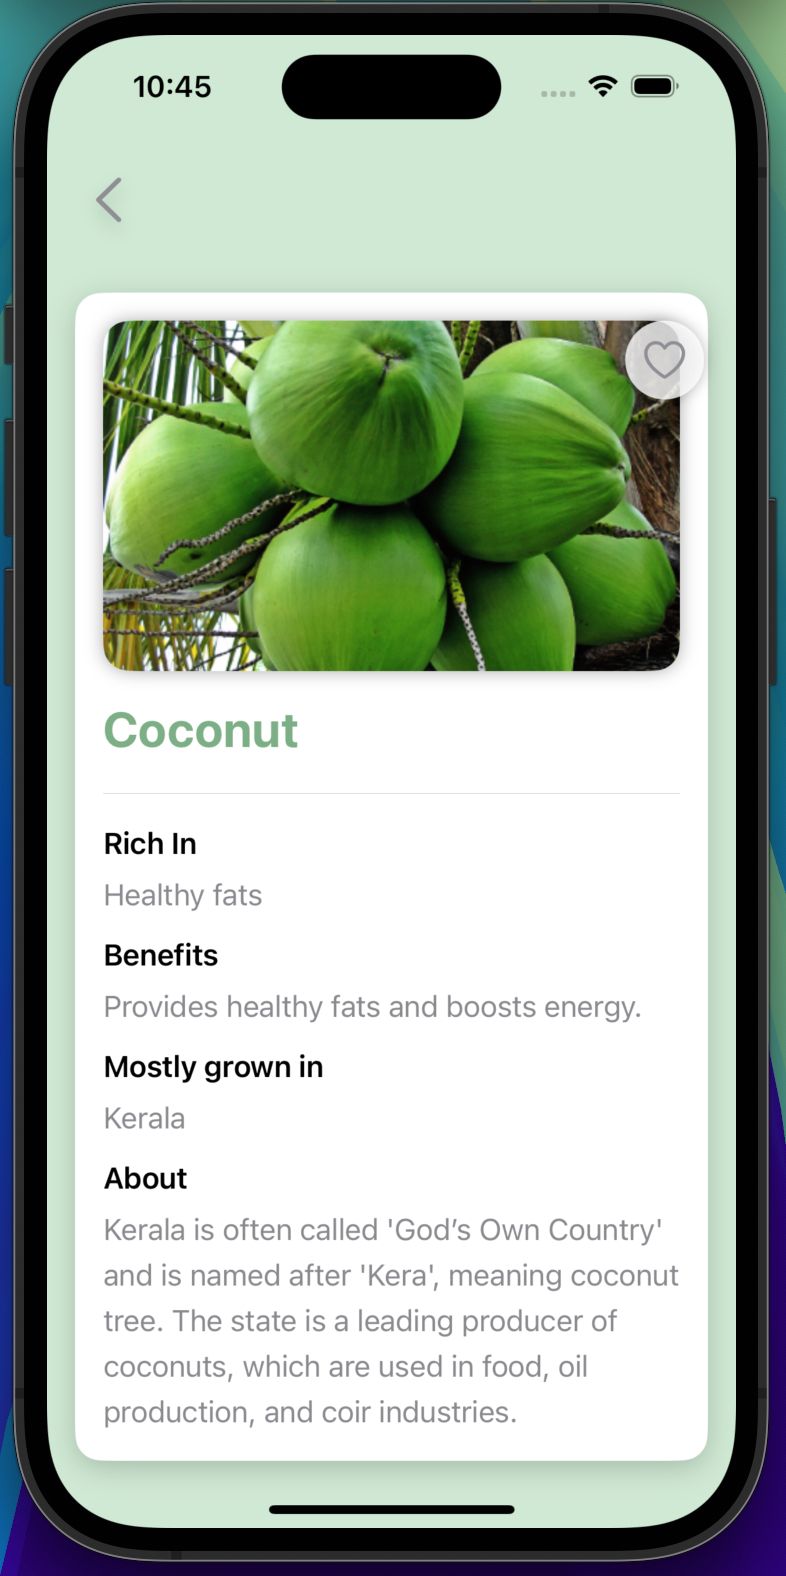 10:45
Coconut
Rich In
Healthy fats
Benefits
Provides healthy fats and boosts energy.
Mostly grown in
Kerala
About
Kerala is often called 'God’s Own Country'
and is named after 'Kera', meaning coconut
tree. The state is a leading producer of
coconuts, which are used in food, oil
production, and coir industries.